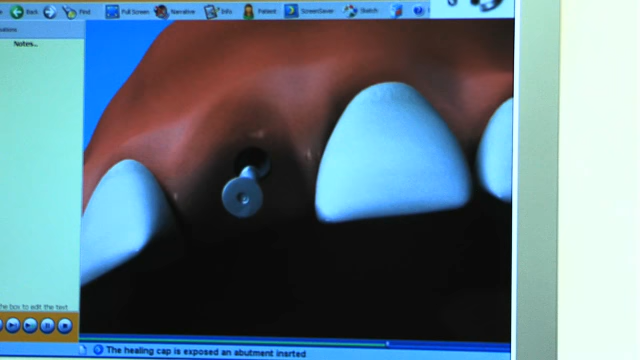 Back
Find
Full Screen
Narrative
Info
Patient
ScreenSaver
Sketch
Notes...
the box to edit the text
The healing cap is exposed an abutment insrted